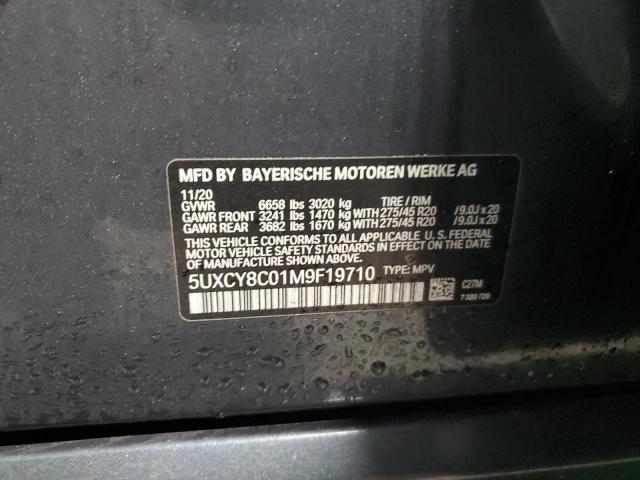 MFD BY BAYERISCHE MOTOREN WERKE AG
11/20
GVWR 6658 lbs 3020 kg TIRE / RIM
GAWR FRONT 3241 lbs 1470 kg WITH 275/45 R20 / 9.0J x 20
GAWR REAR 3682 lbs 1670 kg WITH 275/45 R20 / 9.0J x 20
THIS VEHICLE CONFORMS TO ALL APPLICABLE U.S. FEDERAL
MOTOR VEHICLE SAFETY STANDARDS IN EFFECT ON THE DATE
OF MANUFACTURE SHOWN ABOVE.
5UXCY8C01M9F19710 TYPE: MPV
C27M
7 320 729